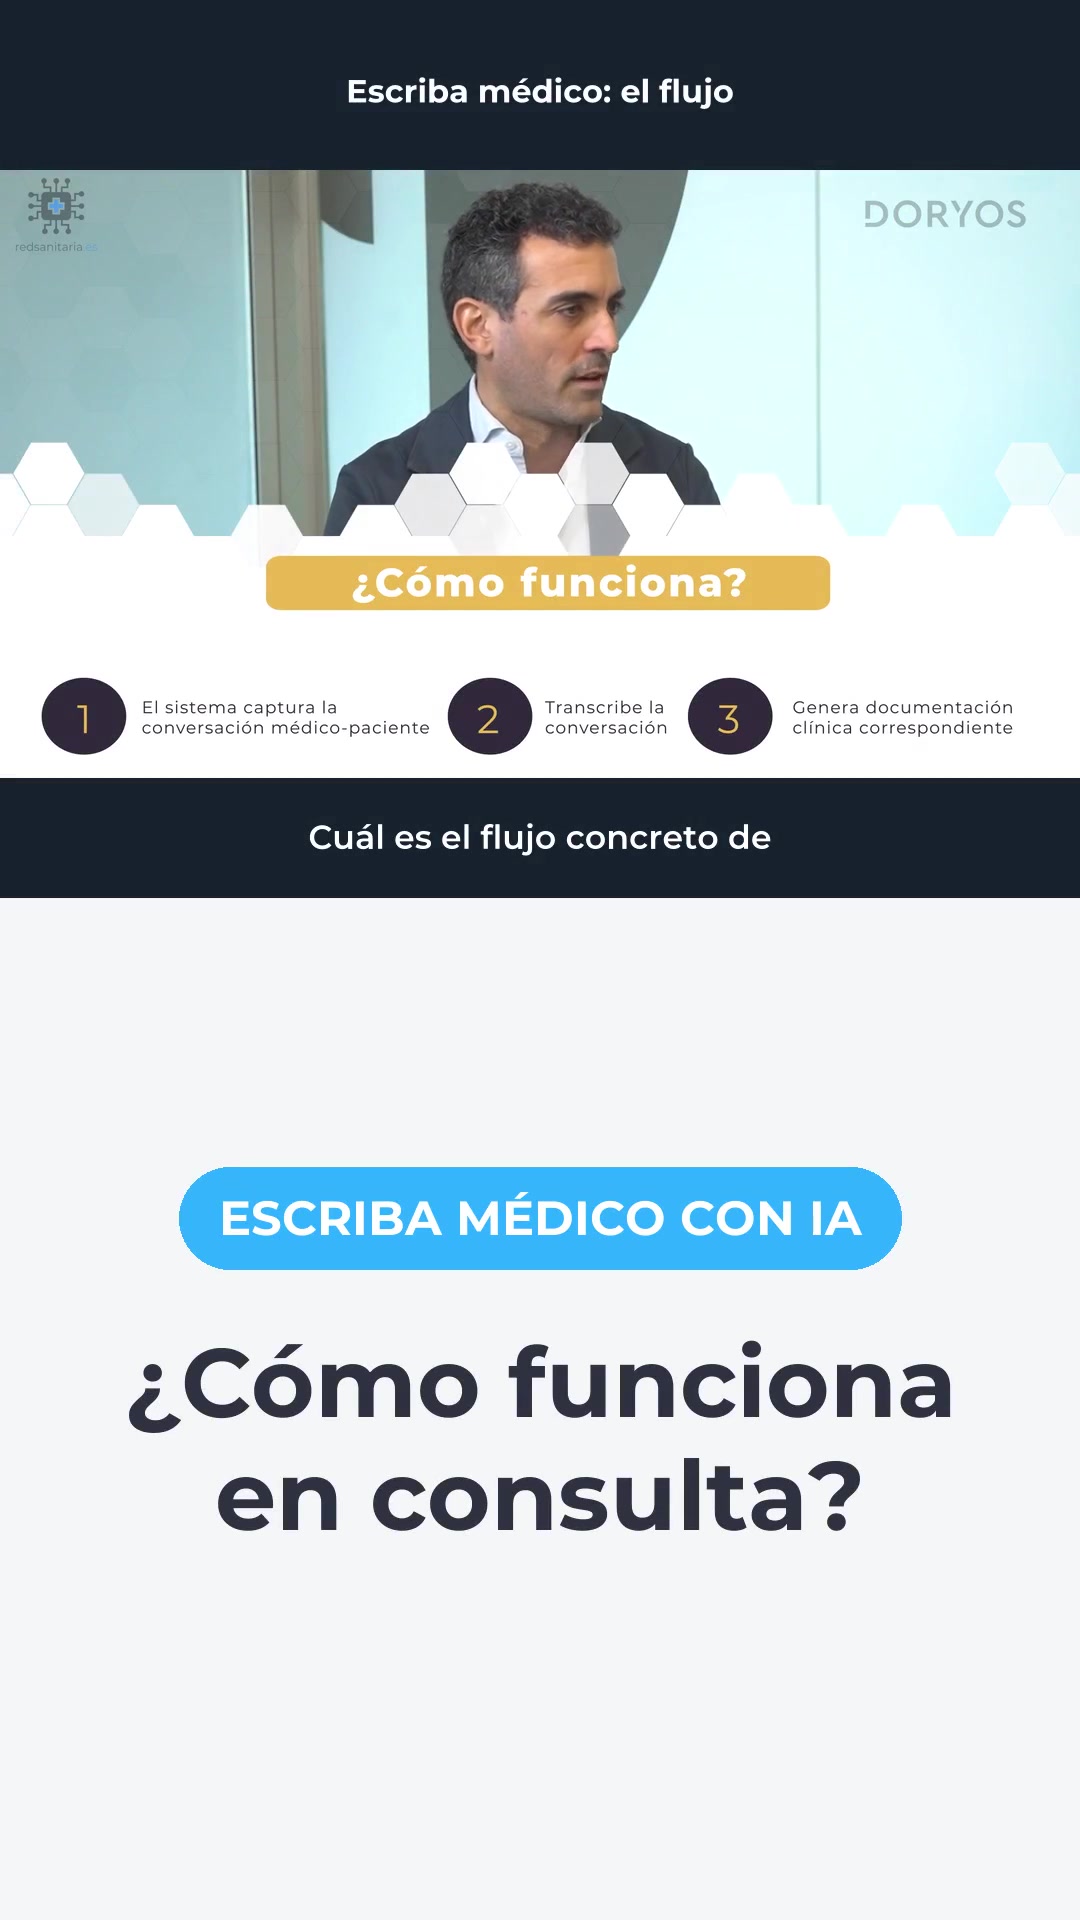 Escriba médico: el flujo
redsanitaria.es
DORYOS
¿Cómo funciona?
1
El sistema captura la
conversación médico-paciente
2
Transcribe la
conversación
3
Genera documentación
clínica correspondiente
Cuál es el flujo concreto de
ESCRIBA MÉDICO CON IA
¿Cómo funciona
en consulta?